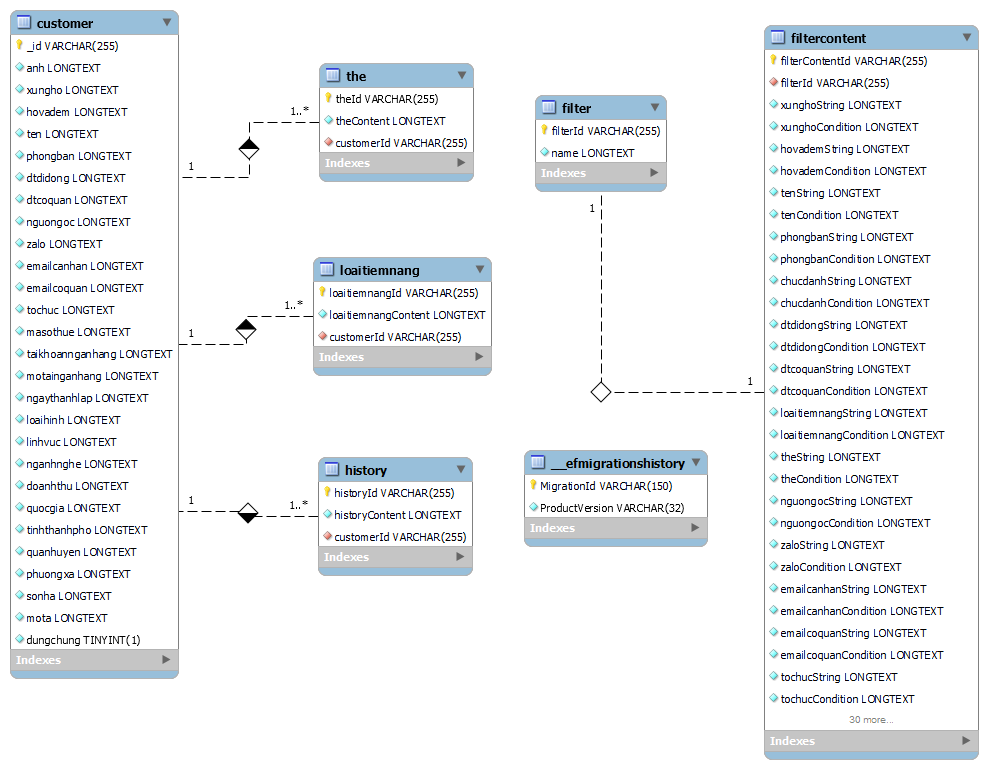 customer
_id VARCHAR(255)
anh LONGTEXT
xungho LONGTEXT
hovadem LONGTEXT
ten LONGTEXT
phongban LONGTEXT
dtdidong LONGTEXT
dtcoquan LONGTEXT
nguongoc LONGTEXT
zalo LONGTEXT
emailcanhan LONGTEXT
emailcoquan LONGTEXT
tochuc LONGTEXT
masothue LONGTEXT
taikhoannganhang LONGTEXT
motainganhang LONGTEXT
ngaythanhlap LONGTEXT
loaihinh LONGTEXT
linhvuc LONGTEXT
nganhnghe LONGTEXT
doanhthu LONGTEXT
quocgia LONGTEXT
tinhthanhpho LONGTEXT
quanhuyen LONGTEXT
phuongxa LONGTEXT
sonha LONGTEXT
mota LONGTEXT
dungchung TINYINT(1)
Indexes
1
1..*
the
theId VARCHAR(255)
theContent LONGTEXT
customerId VARCHAR(255)
Indexes
1
1..*
loaitiemnang
loaitiemnangId VARCHAR(255)
loaitiemnangContent LONGTEXT
customerId VARCHAR(255)
Indexes
1
1..*
history
historyId VARCHAR(255)
historyContent LONGTEXT
customerId VARCHAR(255)
Indexes
filter
filterId VARCHAR(255)
name LONGTEXT
Indexes
1
1
__efmigrationshistory
MigrationId VARCHAR(150)
ProductVersion VARCHAR(32)
Indexes
filtercontent
filterContentId VARCHAR(255)
filterId VARCHAR(255)
xunghoString LONGTEXT
xunghoCondition LONGTEXT
hovademString LONGTEXT
hovademCondition LONGTEXT
tenString LONGTEXT
tenCondition LONGTEXT
phongbanString LONGTEXT
phongbanCondition LONGTEXT
chucdanhString LONGTEXT
chucdanhCondition LONGTEXT
dtdidongString LONGTEXT
dtdidongCondition LONGTEXT
dtcoquanString LONGTEXT
dtcoquanCondition LONGTEXT
loaitiemnangString LONGTEXT
loaitiemnangCondition LONGTEXT
theString LONGTEXT
theCondition LONGTEXT
nguongocString LONGTEXT
nguongocCondition LONGTEXT
zaloString LONGTEXT
zaloCondition LONGTEXT
emailcanhanString LONGTEXT
emailcanhanCondition LONGTEXT
emailcoquanString LONGTEXT
emailcoquanCondition LONGTEXT
tochucString LONGTEXT
tochucCondition LONGTEXT
30 more...
Indexes